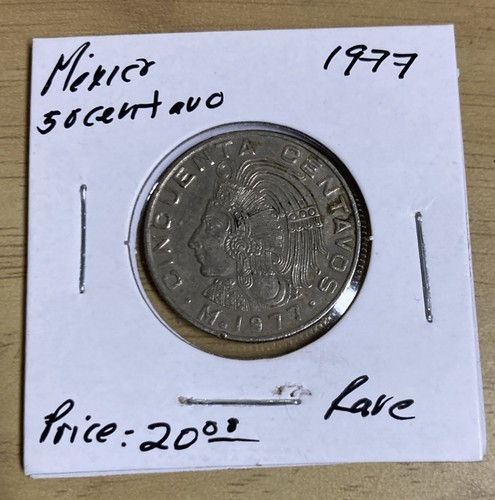 Mexico 1977
50 centavo
CINCUENTA CENTAVOS
M. 1977
Price:- 20.00 Rare